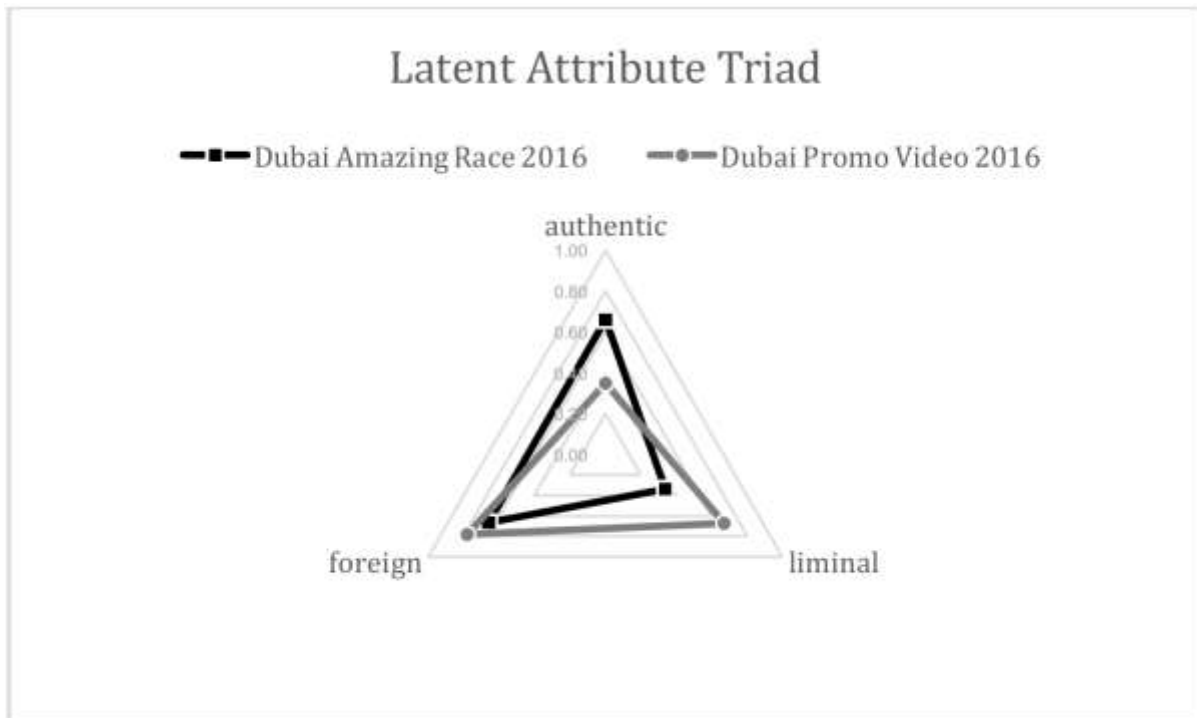 Latent Attribute Triad
Dubai Amazing Race 2016 Dubai Promo Video 2016
authentic
1.00
0.80
0.60
0.40
0.20
0.00
foreign liminal